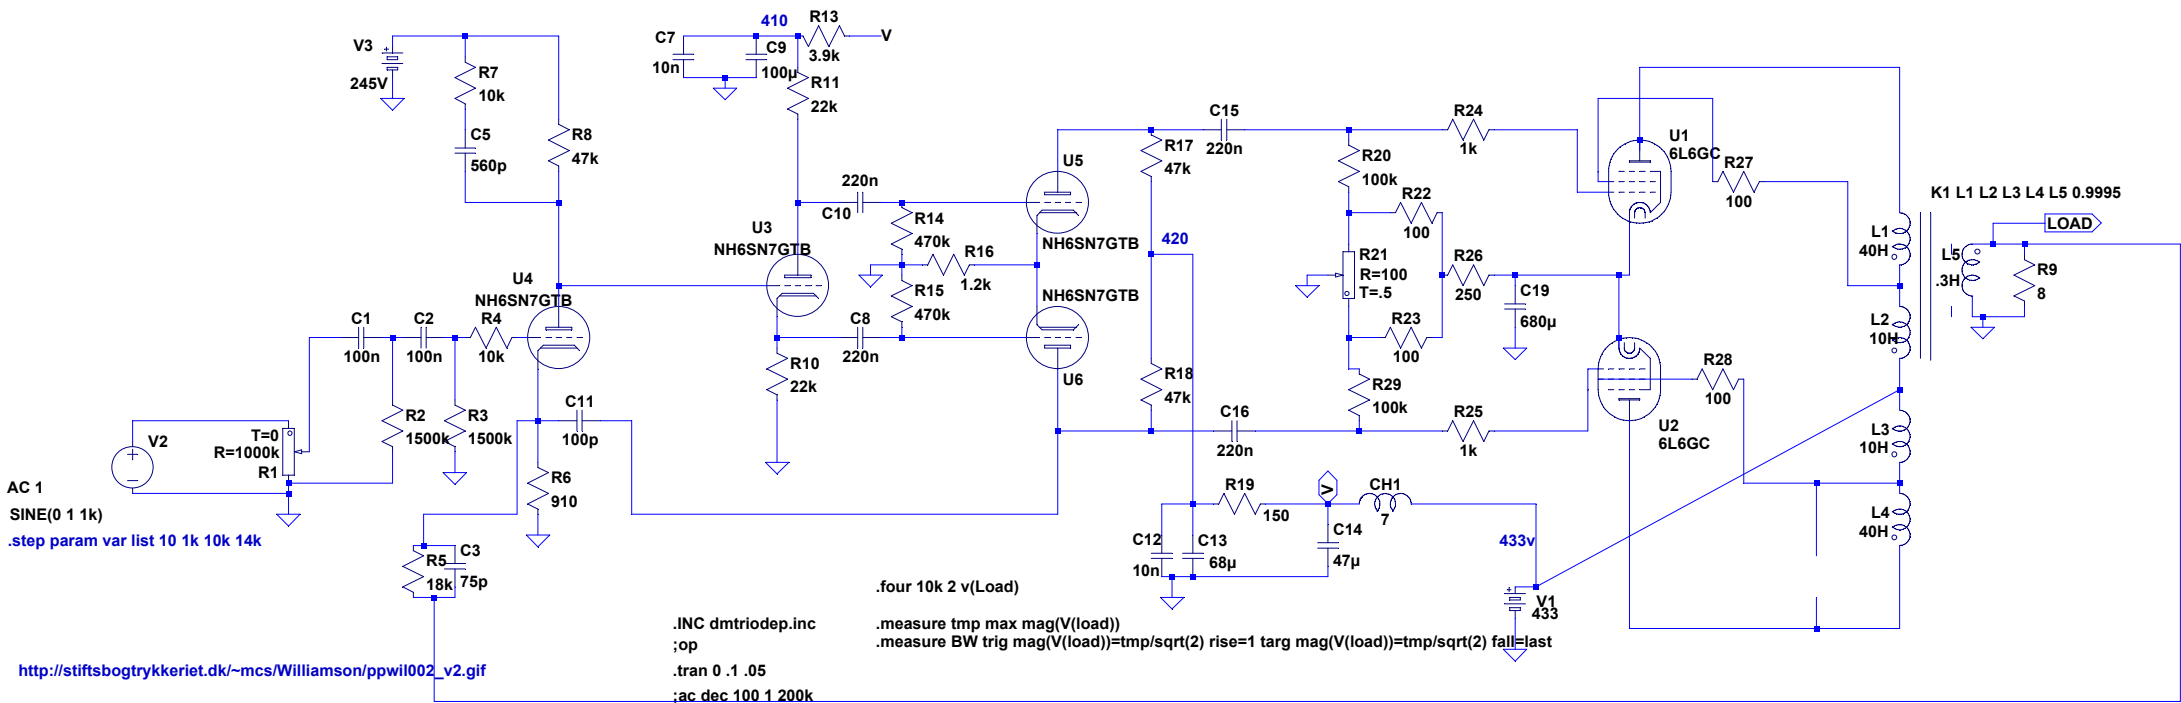 410
R13
3.9k
V
V3
245V
C7
10n
C9
100µ
R11
22k
R7
10k
C5
560p
R8
47k
220n
C10
U3
NH6SN7GTB
R14
470k
R16
1.2k
R15
470k
U5
NH6SN7GTB
NH6SN7GTB
U6
R17
47k
420
R18
47k
C15
220n
R20
100k
R22
100
R21
R=100
T=.5
R26
250
C19
680µ
R23
100
R29
100k
R24
1k
U1
6L6GC
R27
100
K1 L1 L2 L3 L4 L5 0.9995
LOAD
L1
40H
L5
.3H
R9
8
L2
10H
R28
100
U2
6L6GC
L3
10H
L4
40H
U4
NH6SN7GTB
C1
100n
C2
100n
R4
10k
R2
1500k
R3
1500k
C11
100p
R6
910
C8
220n
R10
22k
C16
220n
R25
1k
V2
T=0
R=1000k
R1
AC 1
SINE(0 1 1k)
.step param var list 10 1k 10k 14k
R5
18k
C3
75p
R19
150
V
CH1
7
C12
10n
C13
68µ
C14
47µ
433v
V1
433
.four 10k 2 v(Load)
.INC dmtriodep.inc
.measure tmp max mag(V(load))
;op
.measure BW trig mag(V(load))=tmp/sqrt(2) rise=1 targ mag(V(load))=tmp/sqrt(2) fall=last
.tran 0 .1 .05
;ac dec 100 1 200k
http://stiftsbogtrykkeriet.dk/~mcs/Williamson/ppwil002_v2.gif